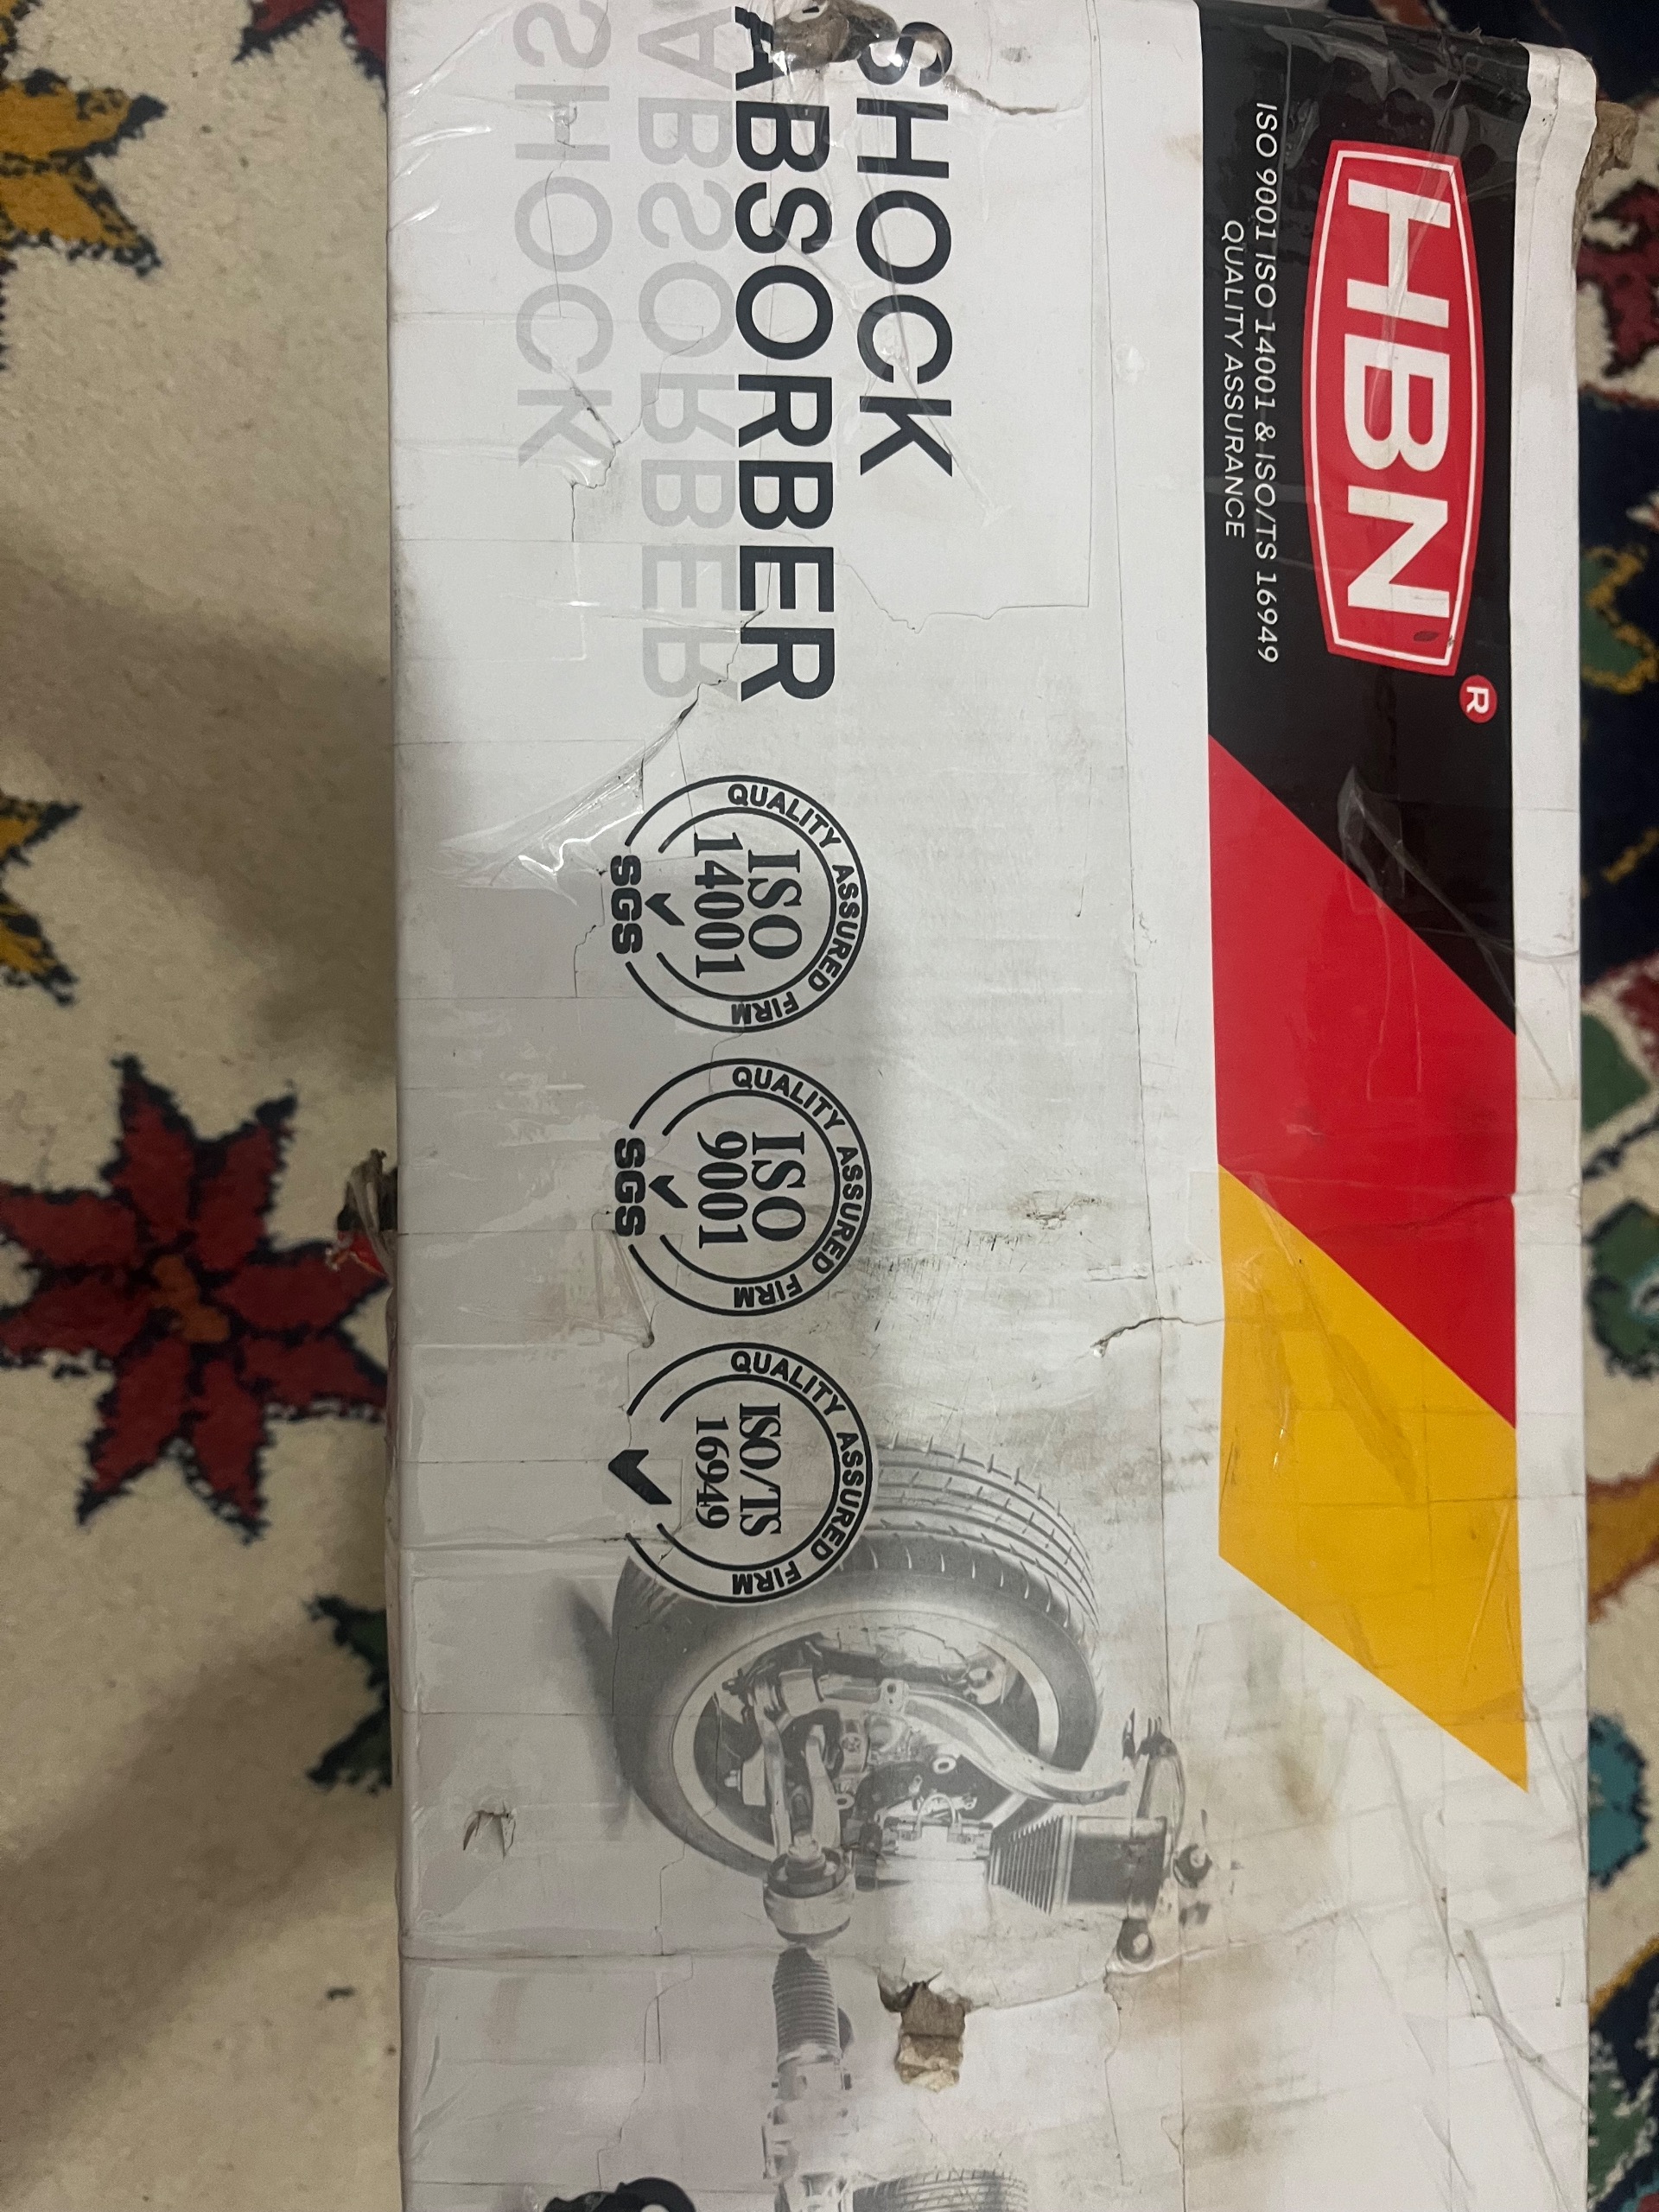 HBN®
ISO 9001 ISO 14001 & ISO/TS 16949
QUALITY ASSURANCE
SHOCK
ABSORBER
ABSORBER
SHOCK
QUALITY ASSURED FIRM
ISO
14001
SGS
QUALITY ASSURED FIRM
ISO
9001
SGS
QUALITY ASSURED FIRM
ISO/TS
16949